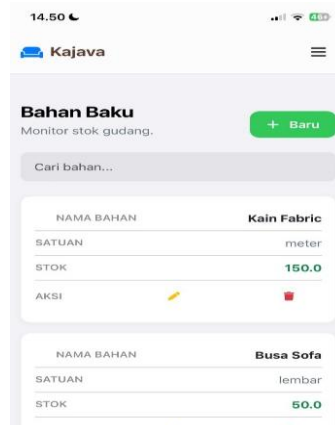 14.50
Kajava
Bahan Baku
Monitor stok gudang.
+ Baru
Cari bahan...
NAMA BAHAN Kain Fabric
SATUAN meter
STOK 150.0
AKSI
NAMA BAHAN Busa Sofa
SATUAN lembar
STOK 50.0